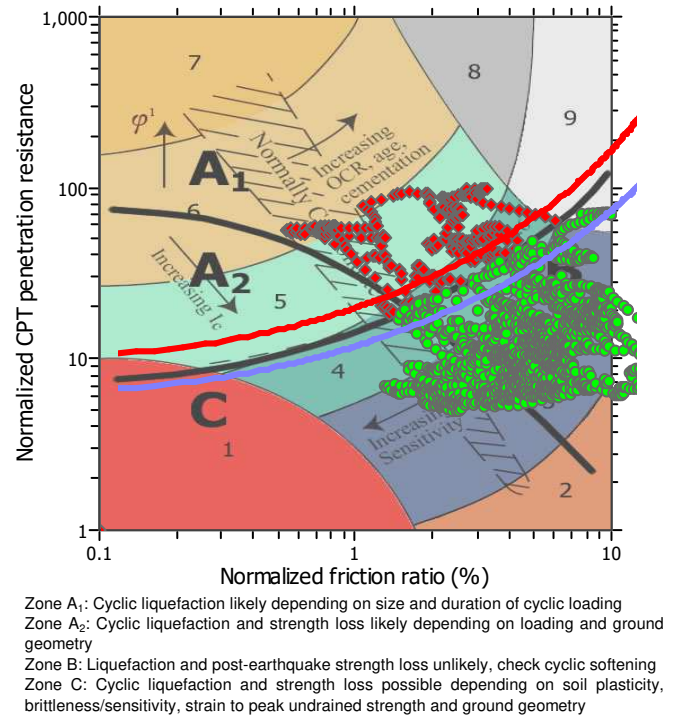 1,000
7
8
9
φ¹
Normally C
Increasing
OCR, age,
cementation
A₁
100
6
Increasing Ic
A₂
5
10
4
C
Increasing
Sensitivity
1
2
1
0.1
1
10
Normalized CPT penetration resistance
Normalized friction ratio (%)
Zone A₁: Cyclic liquefaction likely depending on size and duration of cyclic loading
Zone A₂: Cyclic liquefaction and strength loss likely depending on loading and ground
geometry
Zone B: Liquefaction and post-earthquake strength loss unlikely, check cyclic softening
Zone C: Cyclic liquefaction and strength loss possible depending on soil plasticity,
brittleness/sensitivity, strain to peak undrained strength and ground geometry